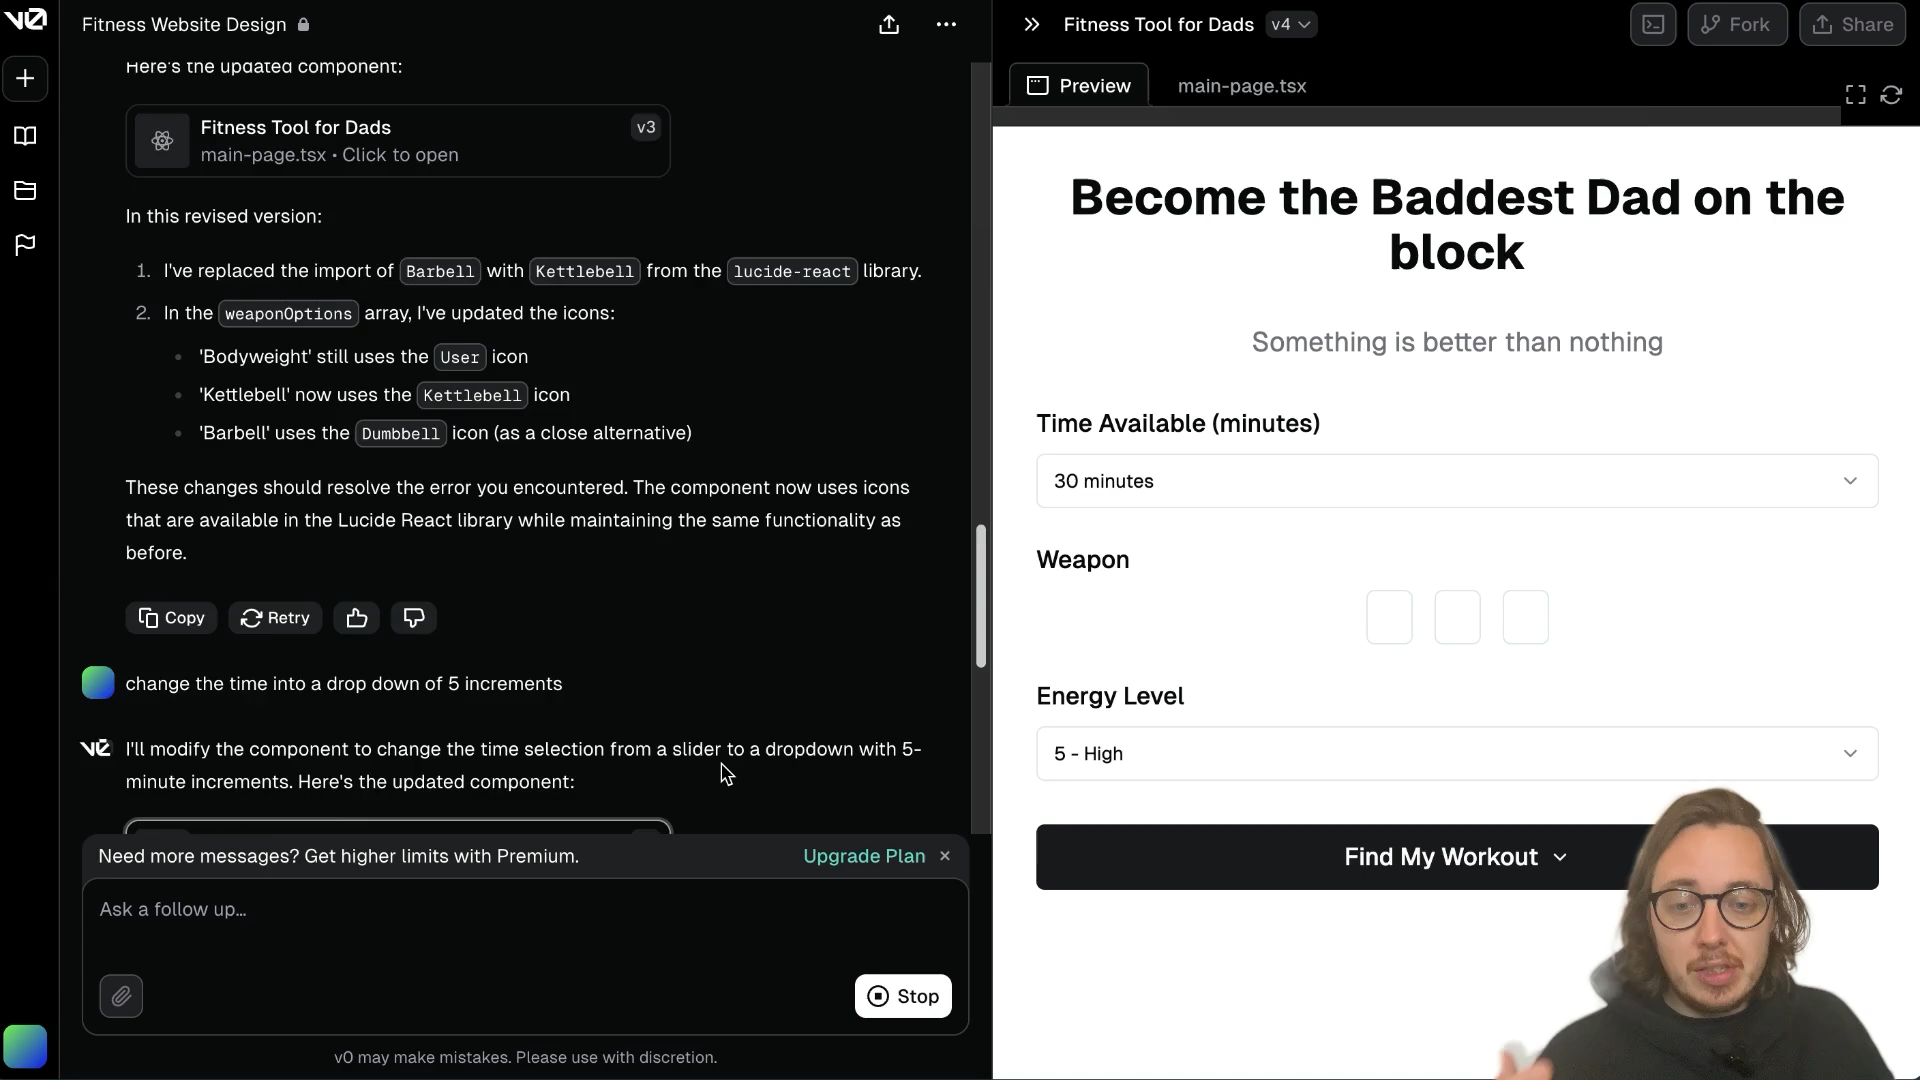 v0
Fitness Website Design
Here's the updated component:
Fitness Tool for Dads
v3
main-page.tsx • Click to open
In this revised version:
1. I've replaced the import of Barbell with Kettlebell from the lucide-react library.
2. In the weaponOptions array, I've updated the icons:
• 'Bodyweight' still uses the User icon
• 'Kettlebell' now uses the Kettlebell icon
• 'Barbell' uses the Dumbbell icon (as a close alternative)
These changes should resolve the error you encountered. The component now uses icons
that are available in the Lucide React library while maintaining the same functionality as
before.
Copy
Retry
change the time into a drop down of 5 increments
v0
I'll modify the component to change the time selection from a slider to a dropdown with 5-
minute increments. Here's the updated component:
Need more messages? Get higher limits with Premium.
Upgrade Plan
Ask a follow up...
Stop
v0 may make mistakes. Please use with discretion.
Fitness Tool for Dads
v4
Fork
Share
Preview
main-page.tsx
Become the Baddest Dad on the
block
Something is better than nothing
Time Available (minutes)
30 minutes
Weapon
Energy Level
5 - High
Find My Workout